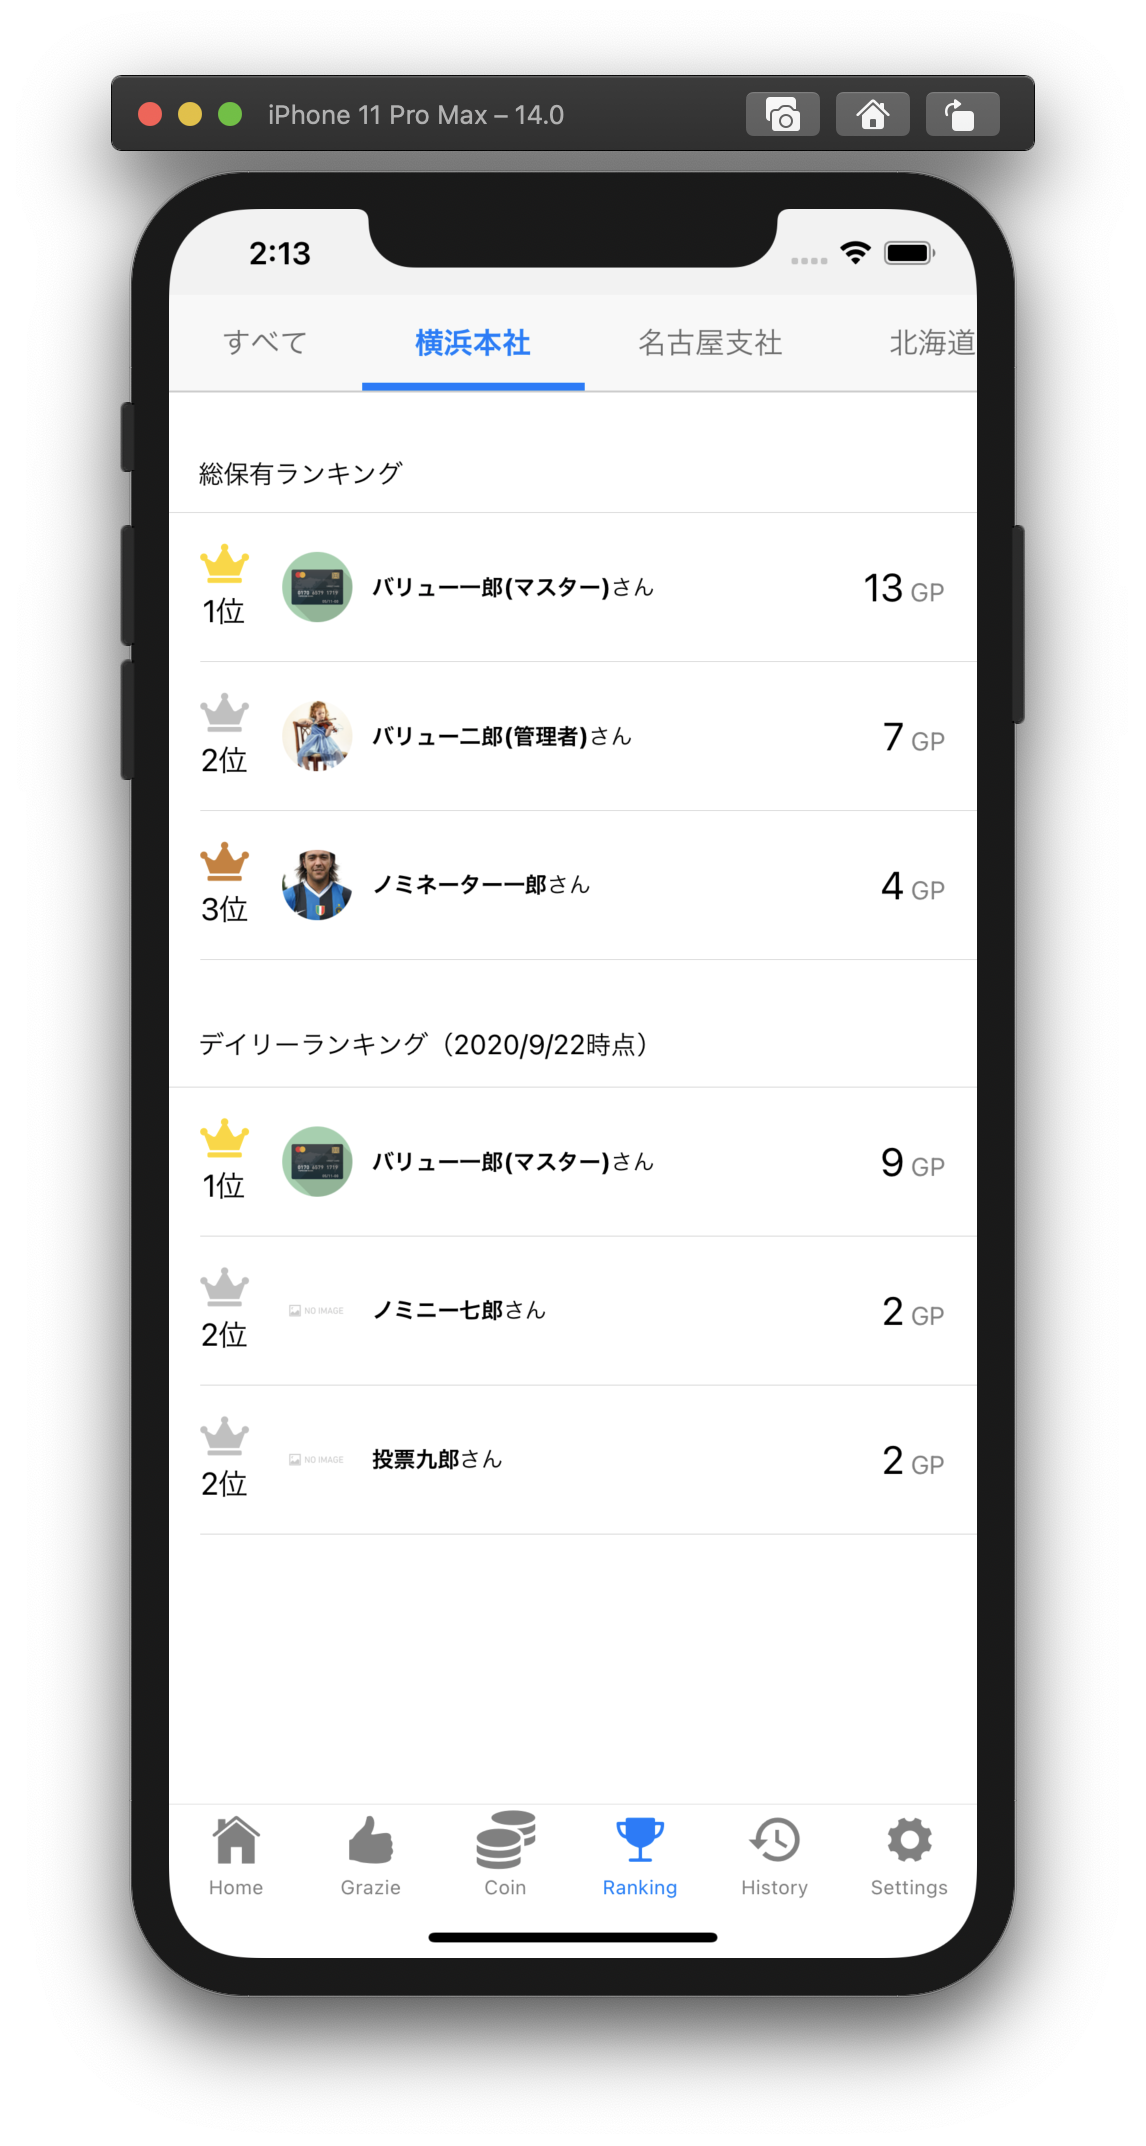 iPhone 11 Pro Max – 14.0
2:13
すべて 横浜本社 名古屋支社 北海道
総保有ランキング
1位 バリュー一郎(マスター)さん 13 GP
2位 バリュー二郎(管理者)さん 7 GP
3位 ノミネーター一郎さん 4 GP
デイリーランキング（2020/9/22時点）
1位 バリュー一郎(マスター)さん 9 GP
2位 NO IMAGE ノミニー七郎さん 2 GP
2位 NO IMAGE 投票九郎さん 2 GP
Home Grazie Coin Ranking History Settings